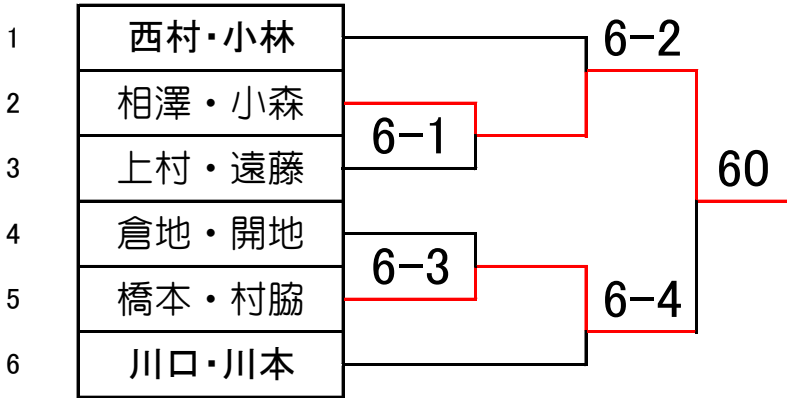 1 西村・小林
2 相澤・小森
3 上村・遠藤
4 倉地・開地
5 橋本・村脇
6 川口・川本
6-1
6-3
6-2
6-4
60